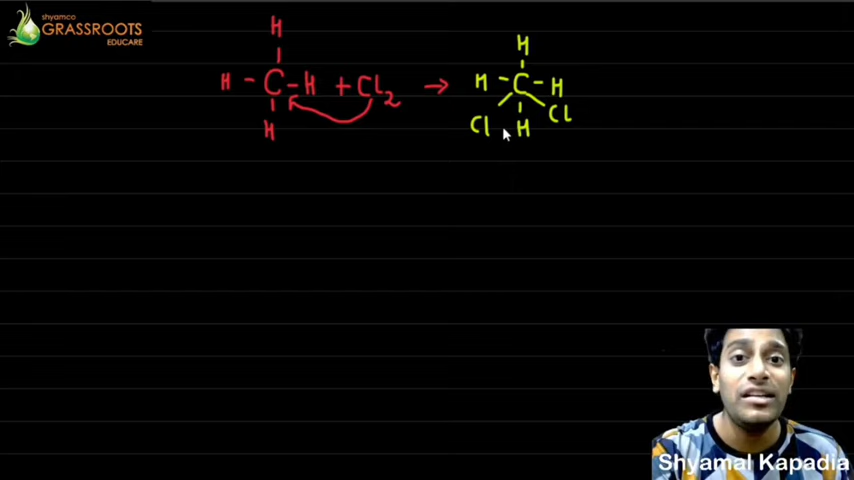 shyamco
GRASSROOTS
EDUCARE
H
H - C - H + Cl2 →
H
H
H - C - H
Cl H Cl
Shyamal Kapadia